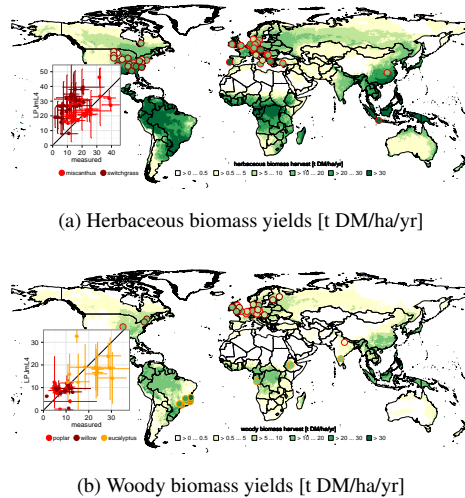 50
40
30
20
10
0
LPJmL4
0 10 20 30 40
measured
miscanthus switchgrass
herbaceous biomass harvest [t DM/ha/yr]
> 0 ... 0.5 > 0.5 ... 5 > 5 ... 10 > 10 ... 20 > 20 ... 30 > 30
(a) Herbaceous biomass yields [t DM/ha/yr]
30
20
10
0
LPJmL4
0 10 20 30
measured
poplar willow eucalyptus
woody biomass harvest [t DM/ha/yr]
> 0 ... 0.5 > 0.5 ... 5 > 5 ... 10 > 10 ... 20 > 20 ... 30 > 30
(b) Woody biomass yields [t DM/ha/yr]